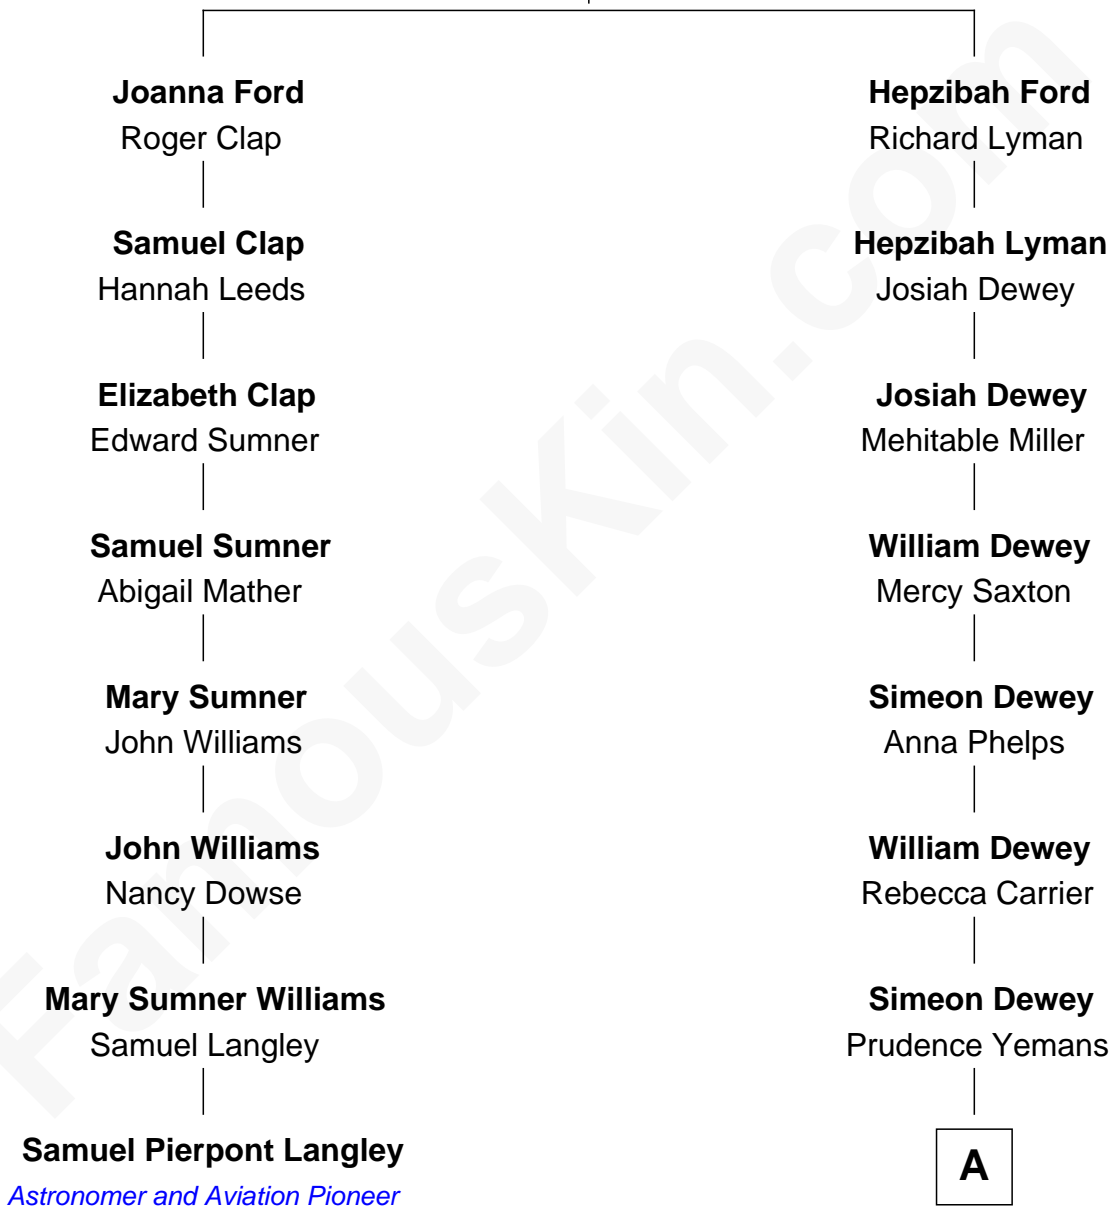 Joanna Ford
Roger Clap
Samuel Clap
Hannah Leeds
Elizabeth Clap
Edward Sumner
Samuel Sumner
Abigail Mather
Mary Sumner
John Williams
John Williams
Nancy Dowse
Mary Sumner Williams
Samuel Langley
Samuel Pierpont Langley
Astronomer and Aviation Pioneer
Hepzibah Ford
Richard Lyman
Hepzibah Lyman
Josiah Dewey
Josiah Dewey
Mehitable Miller
William Dewey
Mercy Saxton
Simeon Dewey
Anna Phelps
William Dewey
Rebecca Carrier
Simeon Dewey
Prudence Yemans
A
FamousKin.com